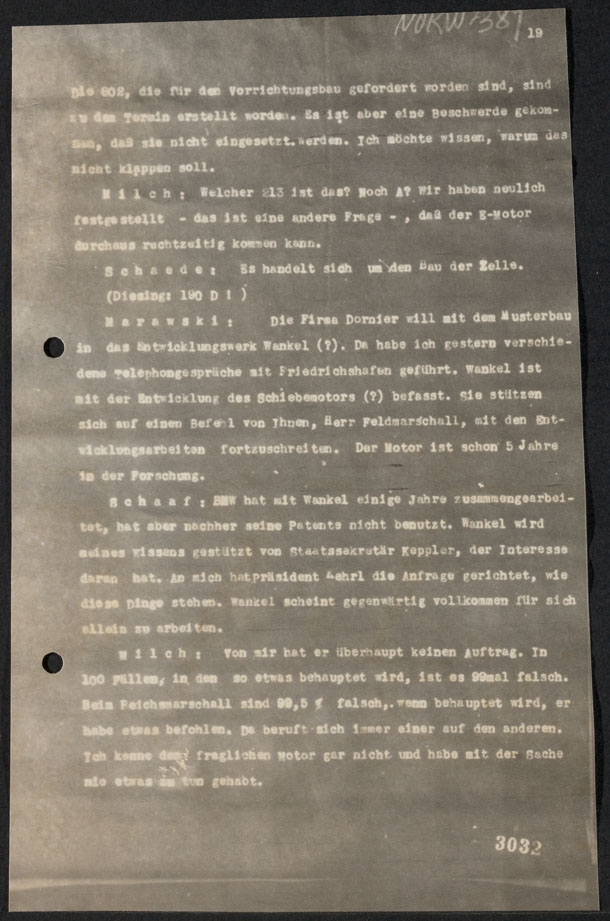 NOKW-381
19
Die 802, die für den Vorrichtungsbau gefordert worden sind, sind
zu dem Termin erstellt worden. Es ist aber eine Beschwerde gekom-
men, daß sie nicht eingesetzt.werden. Ich möchte wissen, warum das
nicht klappen soll.
Milch: Welcher 213 ist das? Noch A? Wir haben neulich
festgestellt - das ist eine andere Frage - , daß der E-Motor
durchaus rechtzeitig kommen kann.
Schaede: Es handelt sich um den Bau der Zelle.
(Diesing: 190 D ! )
Marawski: Die Firma Dornier will mit dem Musterbau
in das Entwicklungswerk Wankel (?). Da habe ich gestern verschie-
dene Telephongespräche mit Friedrichshafen geführt. Wankel ist
mit der Entwicklung des Schiebemotors (?) befasst. Sie stützen
sich auf einen Befehl von Ihnen, Herr Feldmarschall, mit den Ent-
wicklungsarbeiten fortzuschreiten. Der Motor ist schon 5 Jahre
in der Forschung.
Schaaf: BMW hat mit Wankel einige Jahre zusammengearbei-
tet, hat aber nachher seine Patente nicht benutzt. Wankel wird
meines Wissens gestützt von Staatssekretär Keppler, der Interesse
daran hat. An mich hatpräsident Kehrl die Anfrage gerichtet, wie
diese Dinge stehen. Wankel scheint gegenwärtig vollkommen für sich
allein zu arbeiten.
Milch: Von mir hat er überhaupt keinen Auftrag. In
100 Fällen, in den so etwas behauptet wird, ist es 99mal falsch.
Beim Reichsmarschall sind 99,5 % falsch,.wenn behauptet wird, er
habe etwas befohlen. Da beruft sich immer einer auf den anderen.
Ich kenne den fraglichen Motor gar nicht und habe mit der Sache
nie etwas zu tun gehabt.
3032